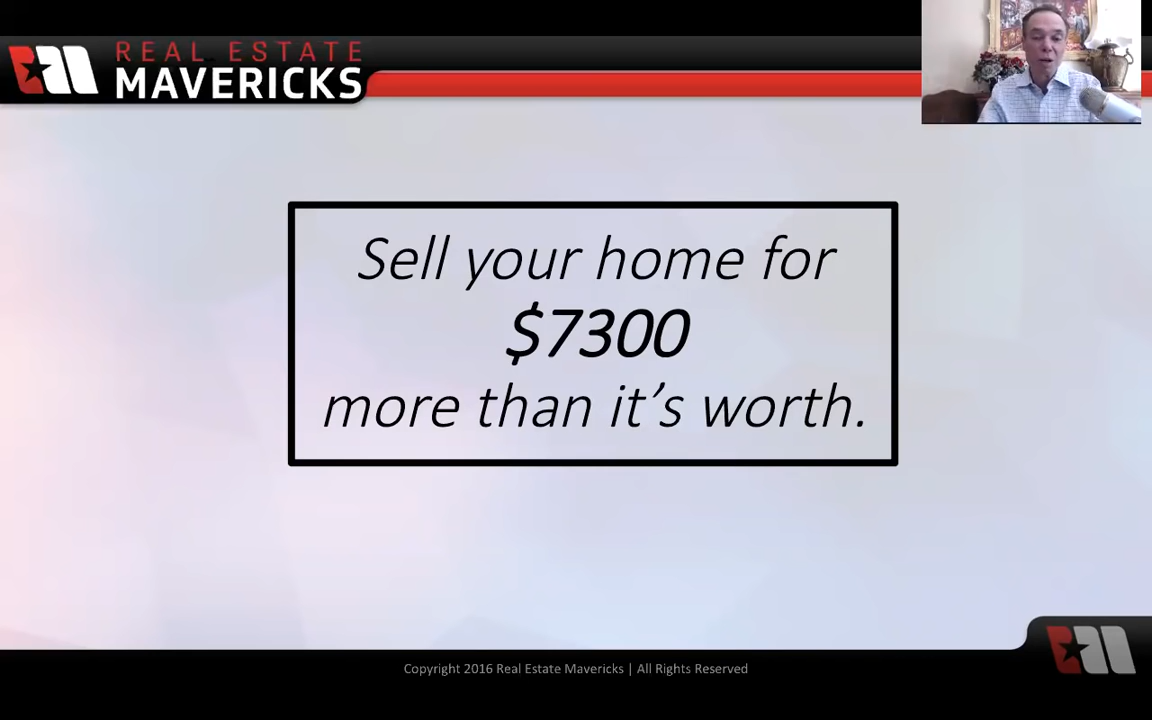 REAL ESTATE
MAVERICKS
Sell your home for
$7300
more than it’s worth.
Copyright 2016 Real Estate Mavericks | All Rights Reserved